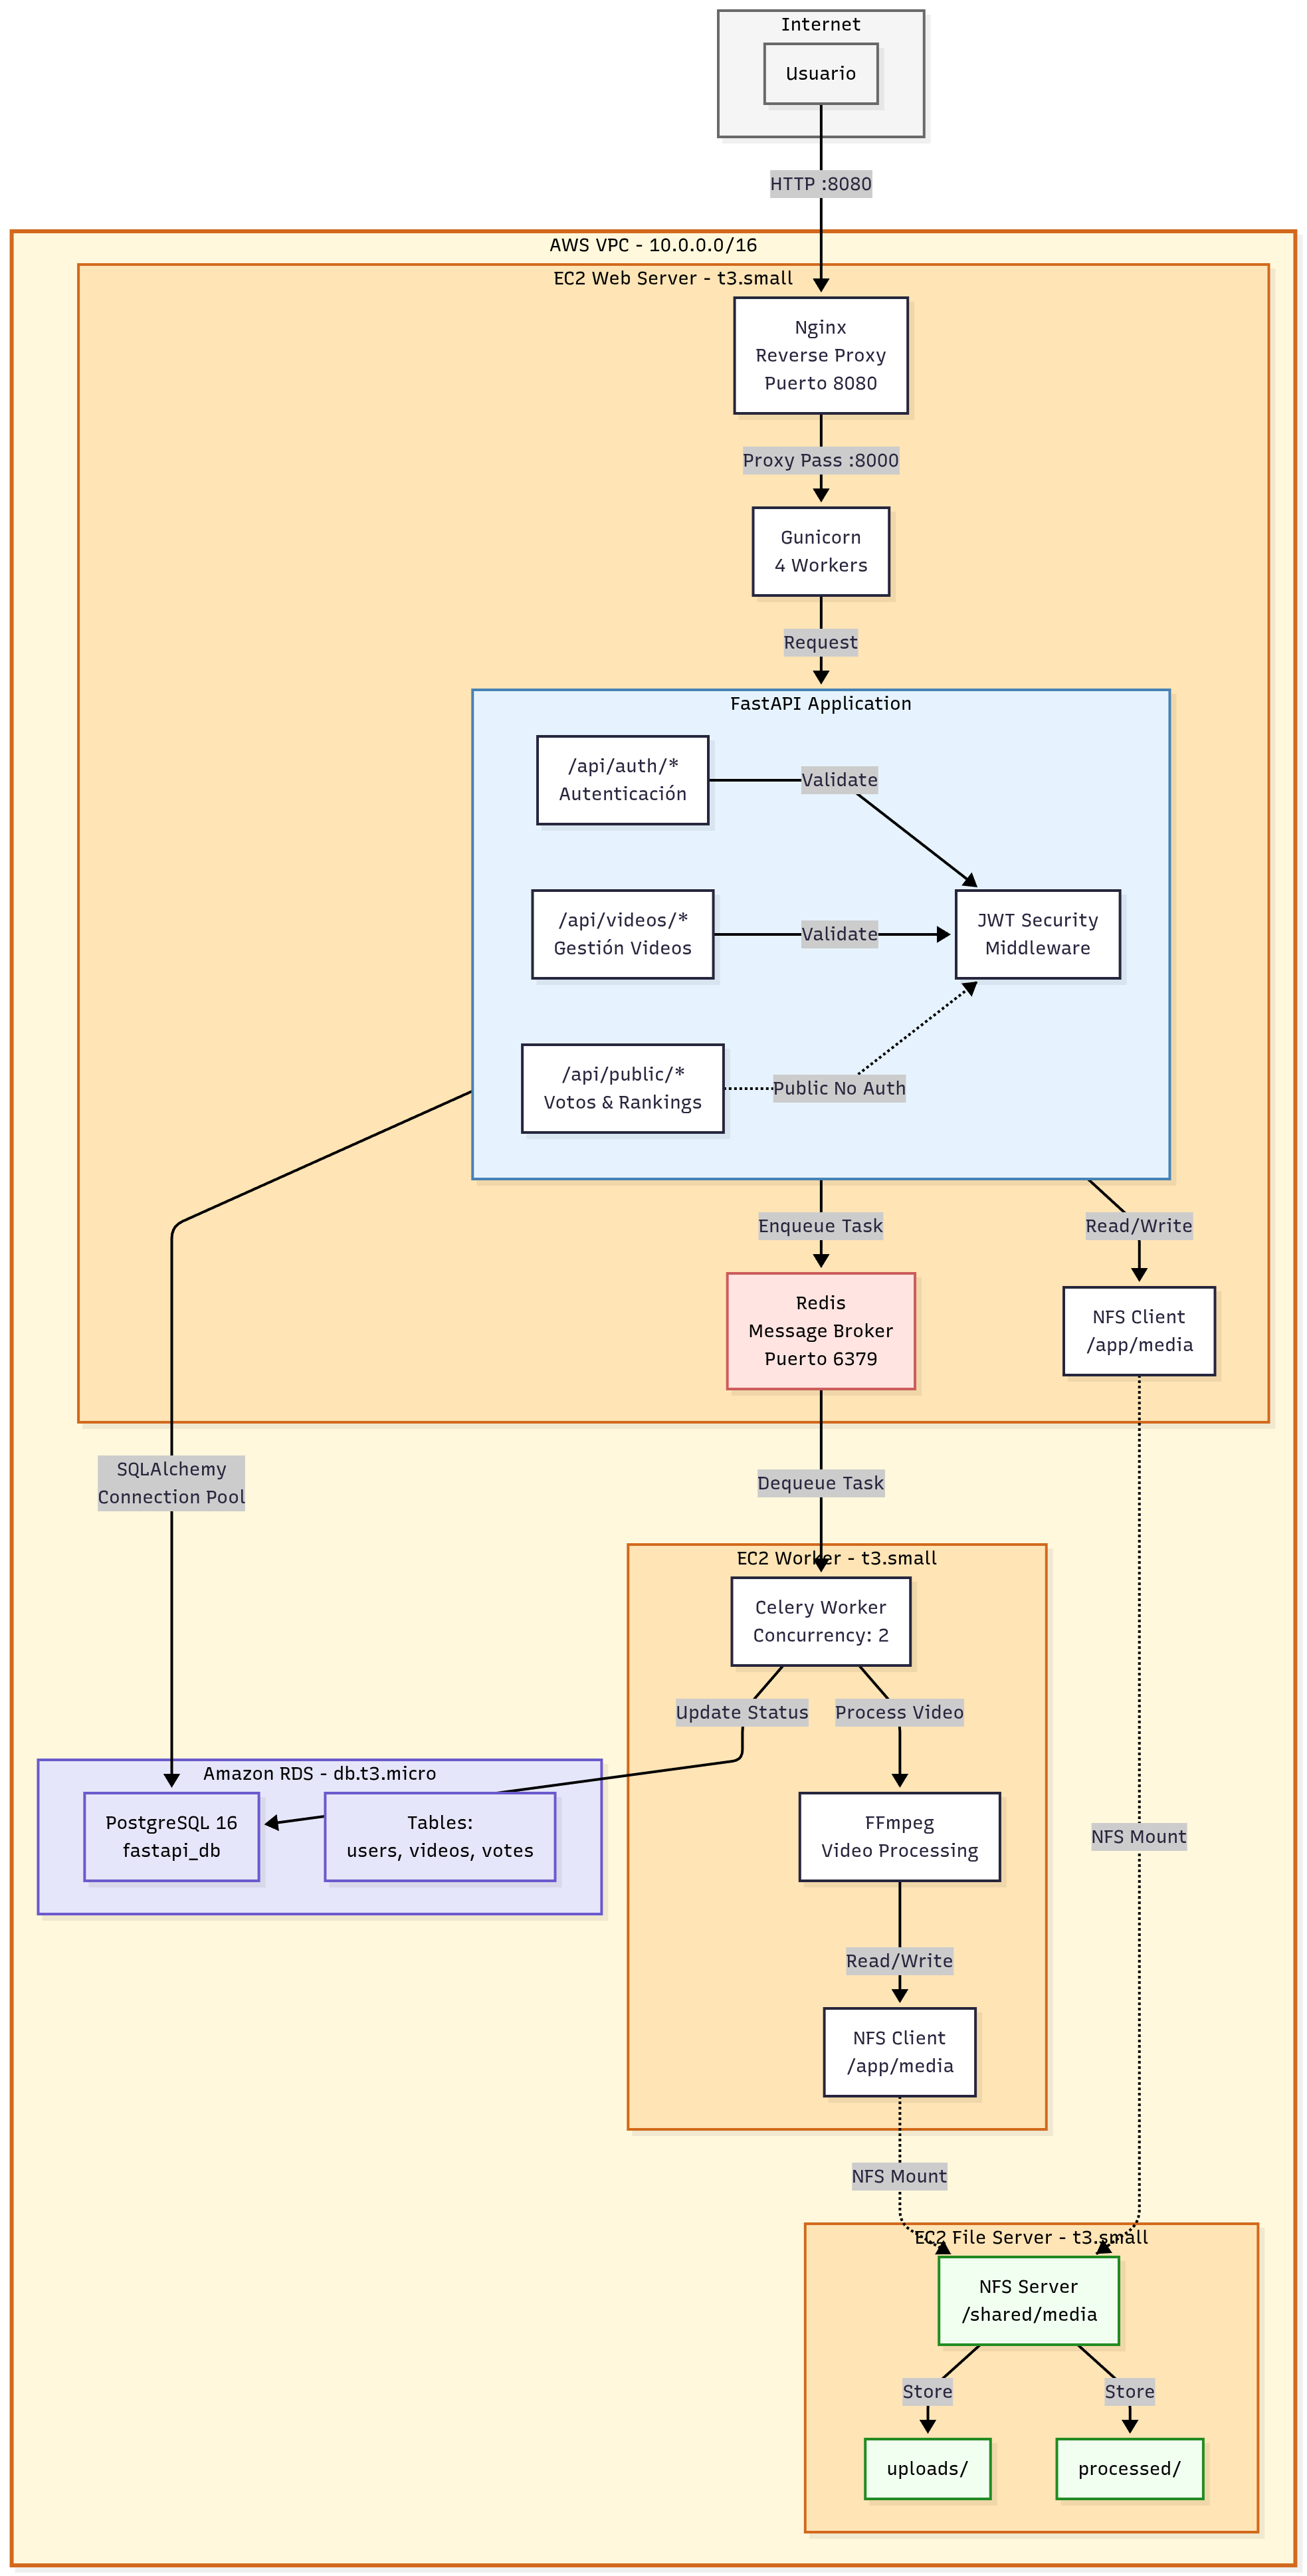 Internet
Usuario
HTTP :8080
AWS VPC - 10.0.0.0/16
EC2 Web Server - t3.small
Nginx
Reverse Proxy
Puerto 8080
Proxy Pass :8000
Gunicorn
4 Workers
Request
FastAPI Application
/api/auth/*
Autenticación
Validate
/api/videos/*
Gestión Videos
Validate
JWT Security
Middleware
/api/public/*
Votos & Rankings
Public No Auth
Enqueue Task
Read/Write
Redis
Message Broker
Puerto 6379
NFS Client
/app/media
SQLAlchemy
Connection Pool
Dequeue Task
EC2 Worker - t3.small
Celery Worker
Concurrency: 2
Update Status
Process Video
Amazon RDS - db.t3.micro
PostgreSQL 16
fastapi_db
Tables:
users, videos, votes
FFmpeg
Video Processing
NFS Mount
Read/Write
NFS Client
/app/media
NFS Mount
EC2 File Server - t3.small
NFS Server
/shared/media
Store
Store
uploads/
processed/